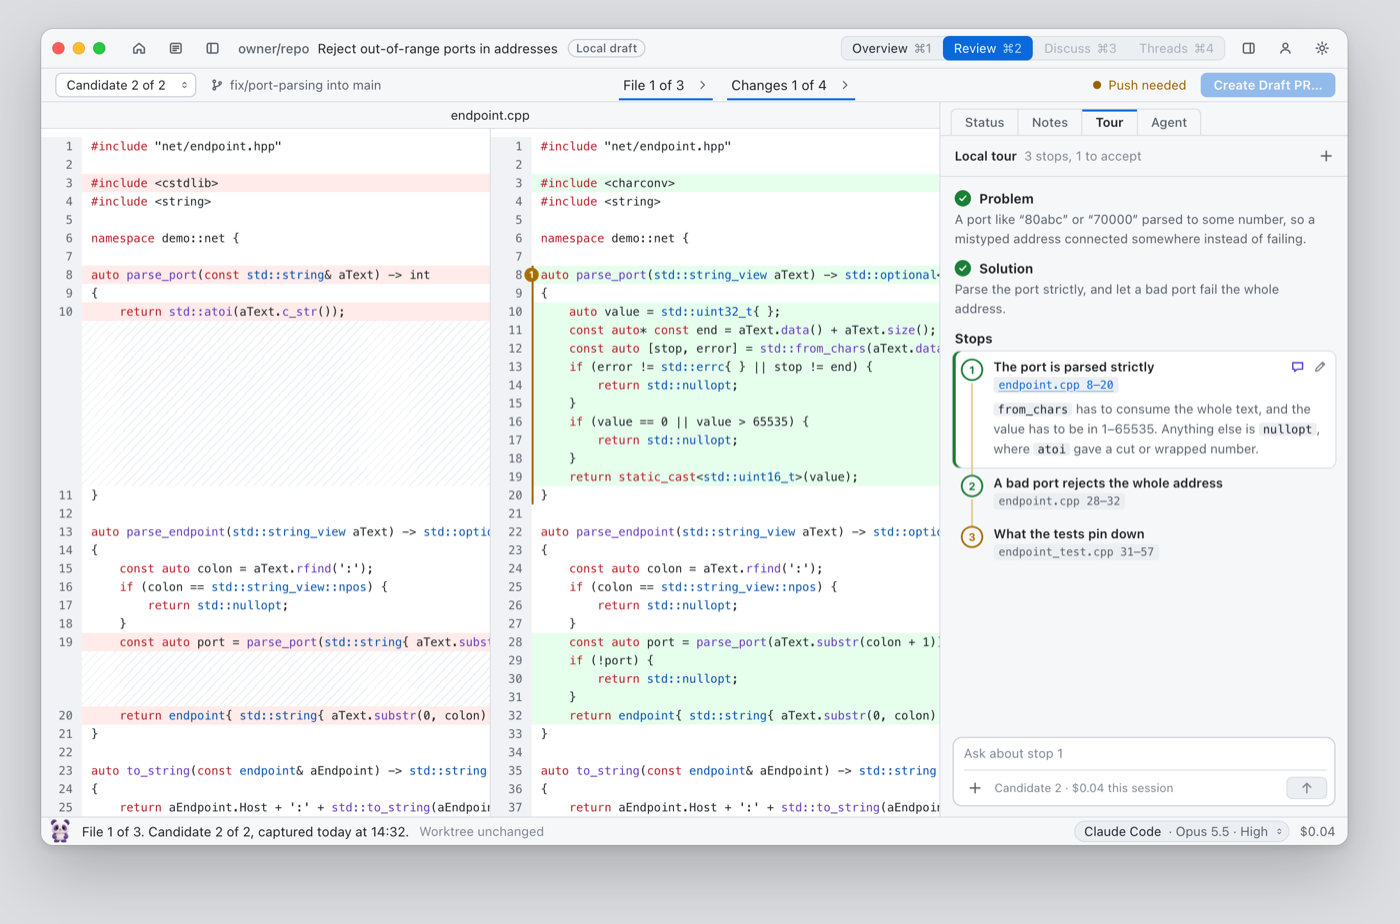 owner/repo Reject out-of-range ports in addresses Local draft
Overview ⌘1 Review ⌘2 Discuss ⌘3 Threads ⌘4
Candidate 2 of 2 fix/port-parsing into main
File 1 of 3 Changes 1 of 4
Push needed Create Draft PR...
endpoint.cpp
1 #include "net/endpoint.hpp"
2
3 #include <cstdlib>
4 #include <string>
5
6 namespace demo::net {
7
8 auto parse_port(const std::string& aText) -> int
9 {
10 return std::atoi(aText.c_str());
11 }
12
13 auto parse_endpoint(std::string_view aText) -> std::optio
14 {
15 const auto colon = aText.rfind(':');
16 if (colon == std::string_view::npos) {
17 return std::nullopt;
18 }
19 const auto port = parse_port(std::string{ aText.subst
20 return endpoint{ std::string{ aText.substr(0, colon)
21 }
22
23 auto to_string(const endpoint& aEndpoint) -> std::string
24 {
25 return aEndpoint.Host + ':' + std::to_string(aEndpoin
1 #include "net/endpoint.hpp"
2
3 #include <charconv>
4 #include <string>
5
6 namespace demo::net {
7
8 1 auto parse_port(std::string_view aText) -> std::optional<
9 {
10 auto value = std::uint32_t{ };
11 const auto* const end = aText.data() + aText.size();
12 const auto [stop, error] = std::from_chars(aText.data
13 if (error != std::errc{ } || stop != end) {
14 return std::nullopt;
15 }
16 if (value == 0 || value > 65535) {
17 return std::nullopt;
18 }
19 return static_cast<std::uint16_t>(value);
20 }
21
22 auto parse_endpoint(std::string_view aText) -> std::optio
23 {
24 const auto colon = aText.rfind(':');
25 if (colon == std::string_view::npos) {
26 return std::nullopt;
27 }
28 const auto port = parse_port(aText.substr(colon + 1))
29 if (!port) {
30 return std::nullopt;
31 }
32 return endpoint{ std::string{ aText.substr(0, colon)
33 }
34
35 auto to_string(const endpoint& aEndpoint) -> std::string
36 {
37 return aEndpoint.Host + ':' + std::to_string(aEndpoin
Status Notes Tour Agent
Local tour 3 stops, 1 to accept
Problem
A port like “80abc” or “70000” parsed to some number, so a
mistyped address connected somewhere instead of failing.
Solution
Parse the port strictly, and let a bad port fail the whole
address.
Stops
1 The port is parsed strictly
endpoint.cpp 8–20
from_chars has to consume the whole text, and the
value has to be in 1–65535. Anything else is nullopt,
where atoi gave a cut or wrapped number.
2 A bad port rejects the whole address
endpoint.cpp 28–32
3 What the tests pin down
endpoint_test.cpp 31–57
Ask about stop 1
Candidate 2 · $0.04 this session
File 1 of 3. Candidate 2 of 2, captured today at 14:32. Worktree unchanged
Claude Code · Opus 5.5 · High $0.04